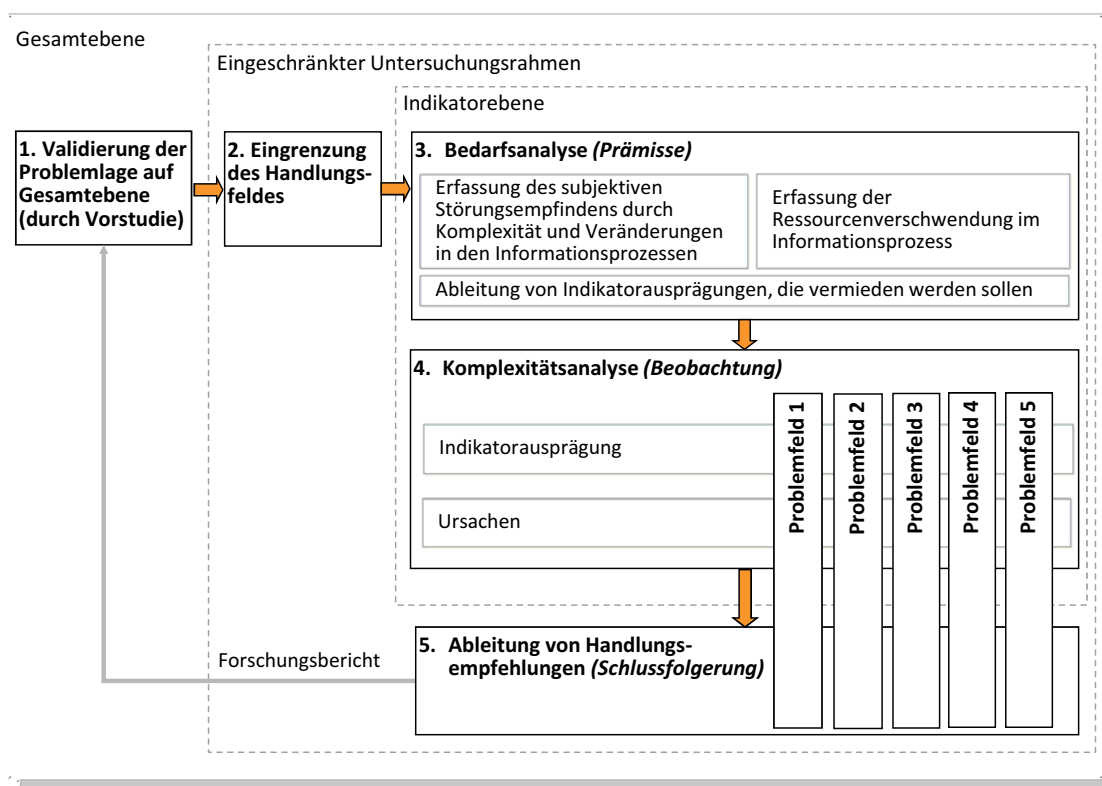 Gesamtebene
Eingeschränkter Untersuchungsrahmen
Indikatorebene
1. Validierung der
Problemlage auf
Gesamtebene
(durch Vorstudie)
2. Eingrenzung
des Handlungs-
feldes
3. Bedarfsanalyse (Prämisse)
Erfassung des subjektiven
Störungsempfindens durch
Komplexität und Veränderungen
in den Informationsprozessen
Erfassung der
Ressourcenverschwendung im
Informationsprozess
Ableitung von Indikatorausprägungen, die vermieden werden sollen
4. Komplexitätsanalyse (Beobachtung)
Indikatorausprägung
Ursachen
Problemfeld 1
Problemfeld 2
Problemfeld 3
Problemfeld 4
Problemfeld 5
5. Ableitung von Handlungs-
empfehlungen (Schlussfolgerung)
Forschungsbericht